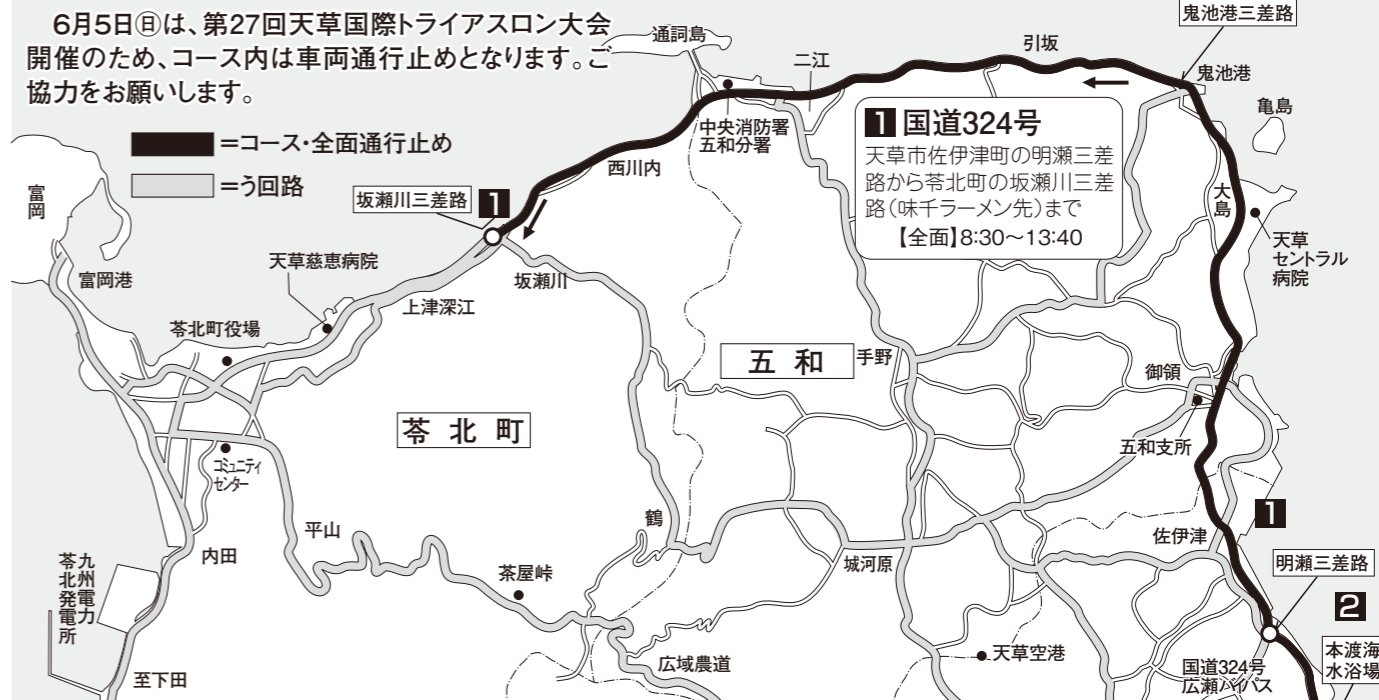 6月5日㊐は、第27回天草国際トライアスロン大会
開催のため、コース内は車両通行止めとなります。ご
協力をお願いします。
=コース・全面通行止め
=う回路
鬼池港三差路
通詞島
引坂
二江
鬼池港
亀島
中央消防署
五和分署
1 国道324号
天草市佐伊津町の明瀬三差
路から苓北町の坂瀬川三差
路(味千ラーメン先)まで
【全面】8:30〜13:40
西川内
富岡
坂瀬川三差路
1
大島
天草
セントラル
病院
天草慈恵病院
坂瀬川
富岡港
上津深江
苓北町役場
五和
手野
御領
苓北町
五和支所
コミュニティ
センター
1
鶴
平山
佐伊津
内田
城河原
明瀬三差路
九州電力
苓北発電所
茶屋峠
2
天草空港
本渡海
水浴場
広域農道
国道324号
広瀬バイパス
至下田